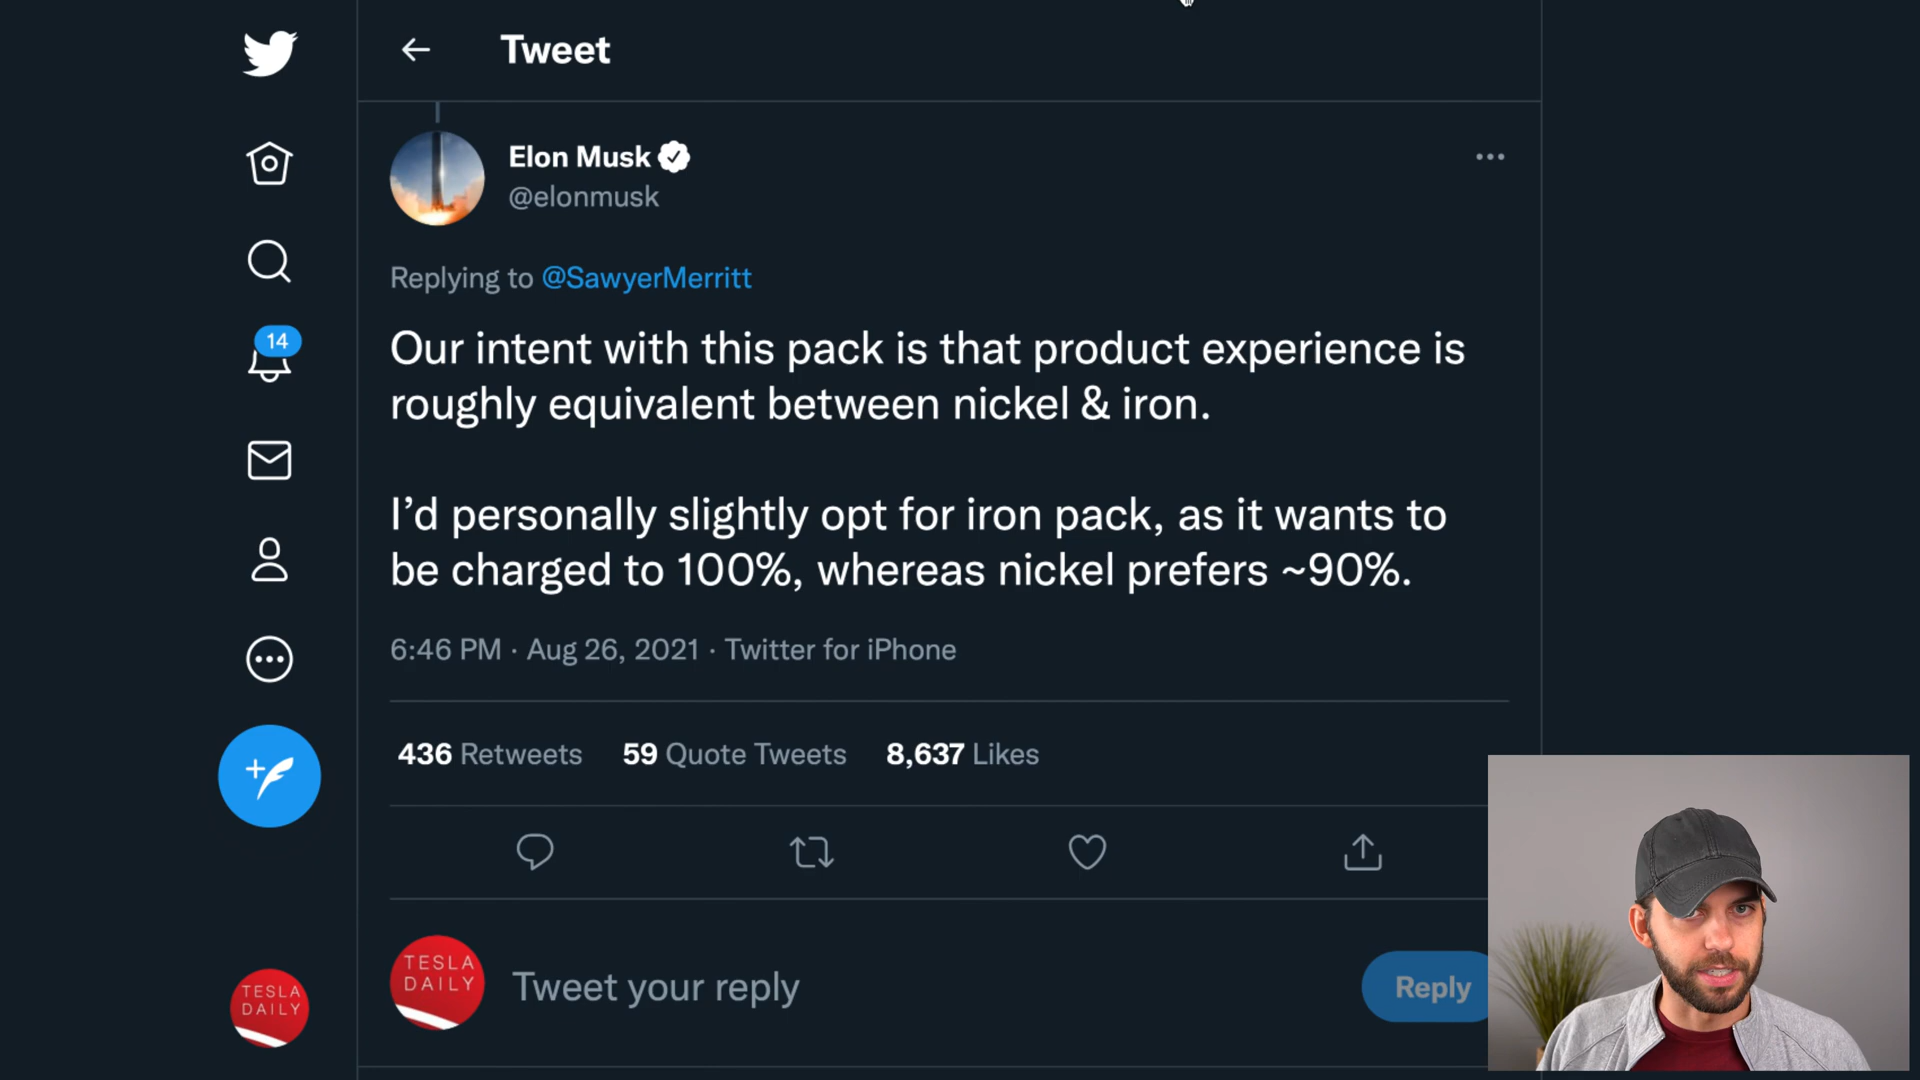 Tweet
Elon Musk
@elonmusk
Replying to @SawyerMerritt
14
Our intent with this pack is that product experience is
roughly equivalent between nickel & iron.
I’d personally slightly opt for iron pack, as it wants to
be charged to 100%, whereas nickel prefers ~90%.
6:46 PM · Aug 26, 2021 · Twitter for iPhone
436 Retweets 59 Quote Tweets 8,637 Likes
TESLA
DAILY
Tweet your reply
Reply
TESLA
DAILY